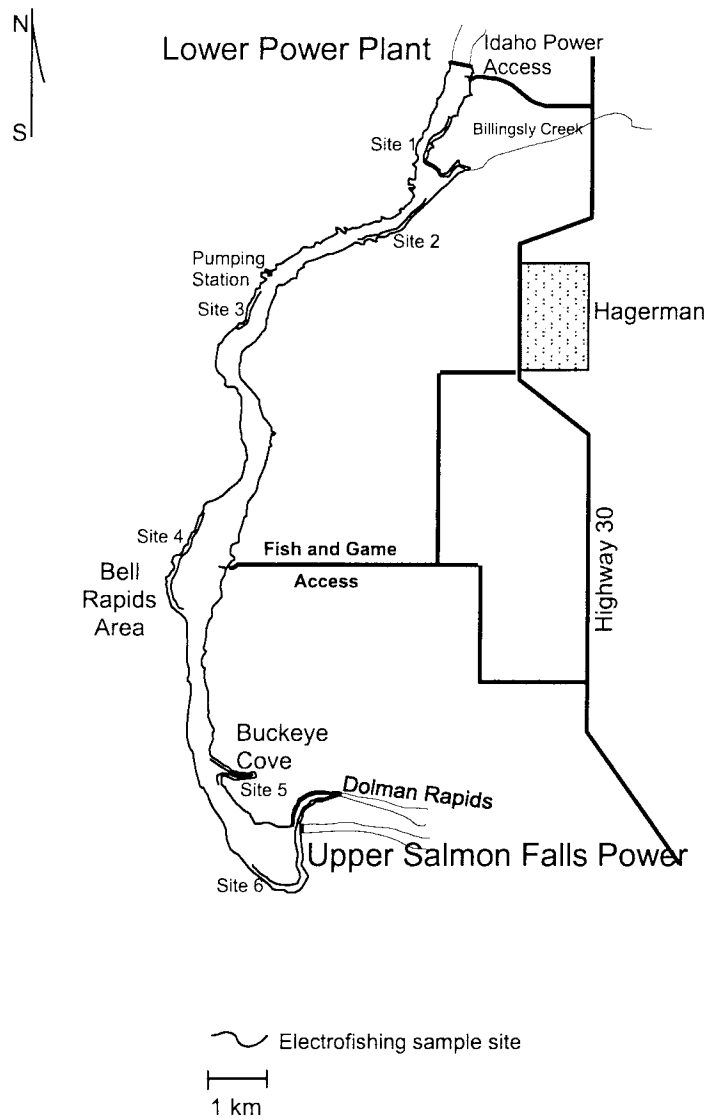 N
S
Lower Power Plant
Idaho Power
Access
Billingsly Creek
Site 1
Site 2
Pumping
Station
Site 3
Hagerman
Site 4
Fish and Game
Access
Bell
Rapids
Area
Highway 30
Buckeye
Cove
Site 5
Dolman Rapids
Upper Salmon Falls Power
Site 6
Electrofishing sample site
1 km